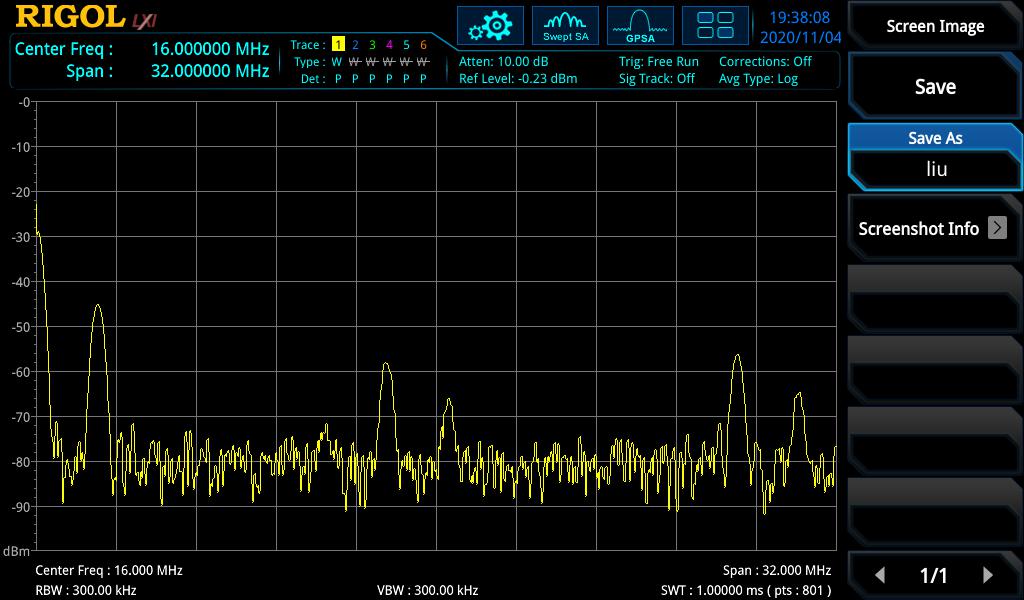 RIGOL LXI
Center Freq : 16.000000 MHz
Span : 32.000000 MHz
Trace : 1 2 3 4 5 6
Type : W W W W W W
Det : P P P P P P
Swept SA
GPSA
19:38:08
2020/11/04
Atten: 10.00 dB
Ref Level: -0.23 dBm
Trig: Free Run
Sig Track: Off
Corrections: Off
Avg Type: Log
Screen Image
Save
Save As
liu
Screenshot Info >
1/1
-0
-10
-20
-30
-40
-50
-60
-70
-80
-90
dBm
Center Freq : 16.000 MHz
Span : 32.000 MHz
RBW : 300.00 kHz
VBW : 300.00 kHz
SWT : 1.00000 ms ( pts : 801 )